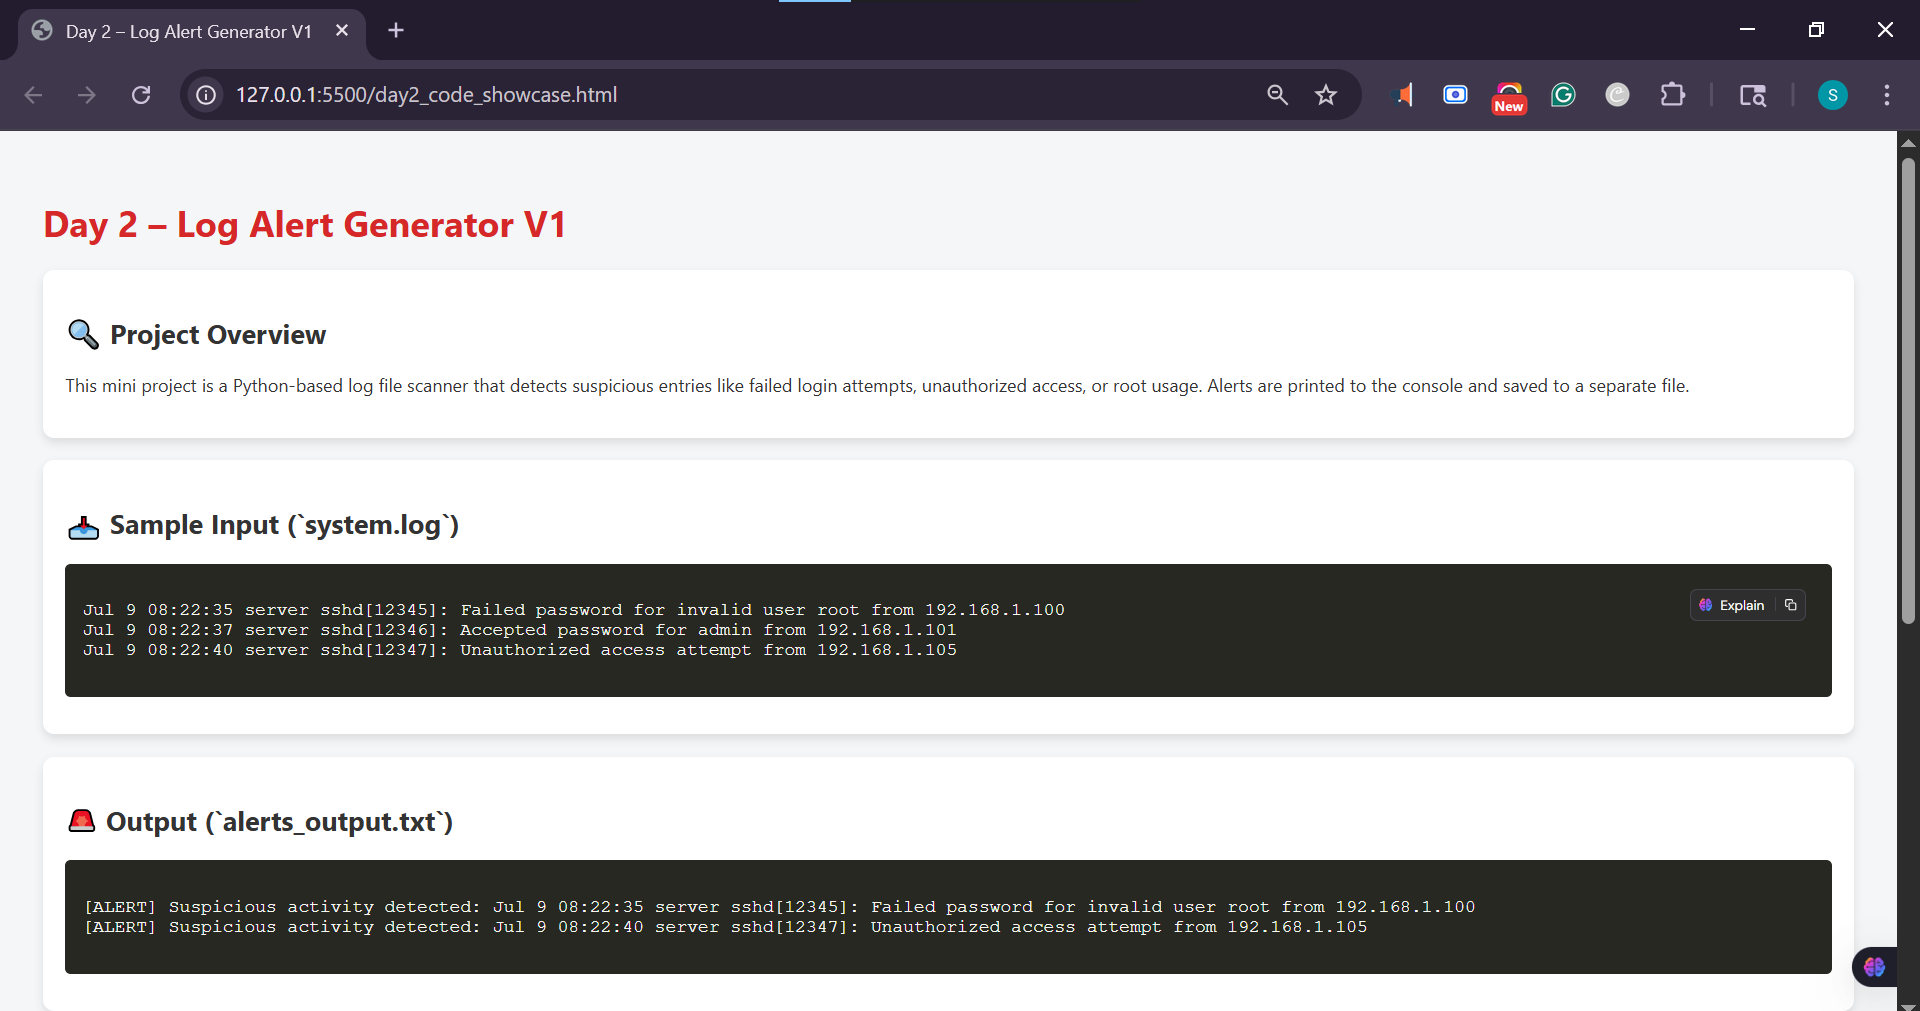 Day 2 – Log Alert Generator V1
127.0.0.1:5500/day2_code_showcase.html
New
S
Day 2 – Log Alert Generator V1
Project Overview
This mini project is a Python-based log file scanner that detects suspicious entries like failed login attempts, unauthorized access, or root usage. Alerts are printed to the console and saved to a separate file.
Sample Input (`system.log`)
Explain
Jul 9 08:22:35 server sshd[12345]: Failed password for invalid user root from 192.168.1.100
Jul 9 08:22:37 server sshd[12346]: Accepted password for admin from 192.168.1.101
Jul 9 08:22:40 server sshd[12347]: Unauthorized access attempt from 192.168.1.105
Output (`alerts_output.txt`)
[ALERT] Suspicious activity detected: Jul 9 08:22:35 server sshd[12345]: Failed password for invalid user root from 192.168.1.100
[ALERT] Suspicious activity detected: Jul 9 08:22:40 server sshd[12347]: Unauthorized access attempt from 192.168.1.105